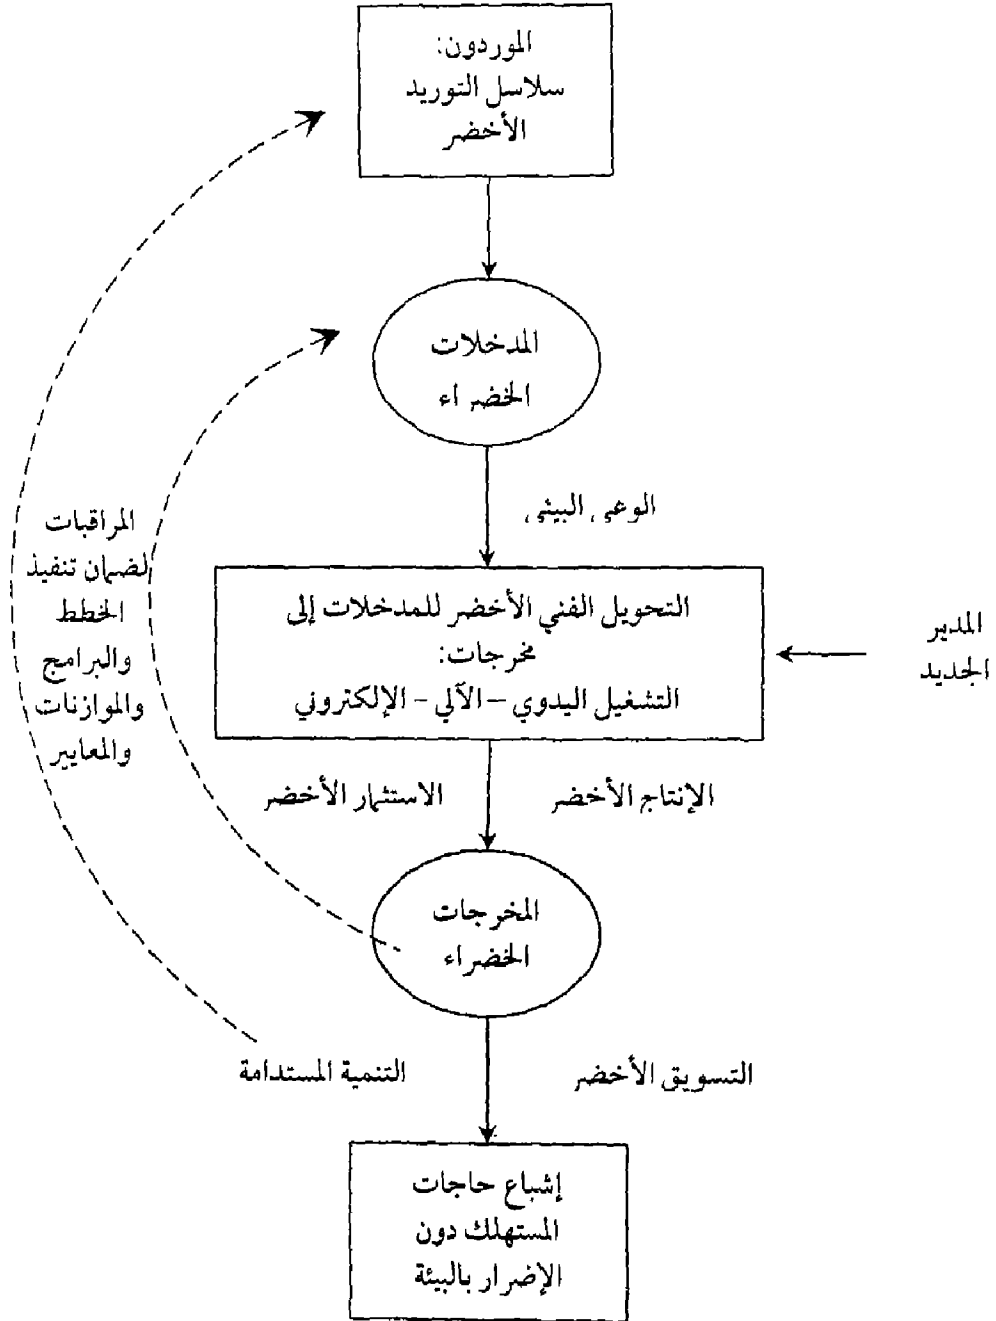 الموردون:
سلاسل التوريد
الأخضر
المدخلات
الخضراء
الوعي البيئي
المراقبات
لضمان تنفيذ
الخطط
والبرامج
والموازنات
والمعايير
التحويل الفني الأخضر للمدخلات إلى
مخرجات:
التشغيل اليدوي – الآلي – الإلكتروني
المدير
الجديد
الإنتاج الأخضر
الاستثمار الأخضر
المخرجات
الخضراء
التسويق الأخضر
التنمية المستدامة
إشباع حاجات
المستهلك دون
الإضرار بالبيئة